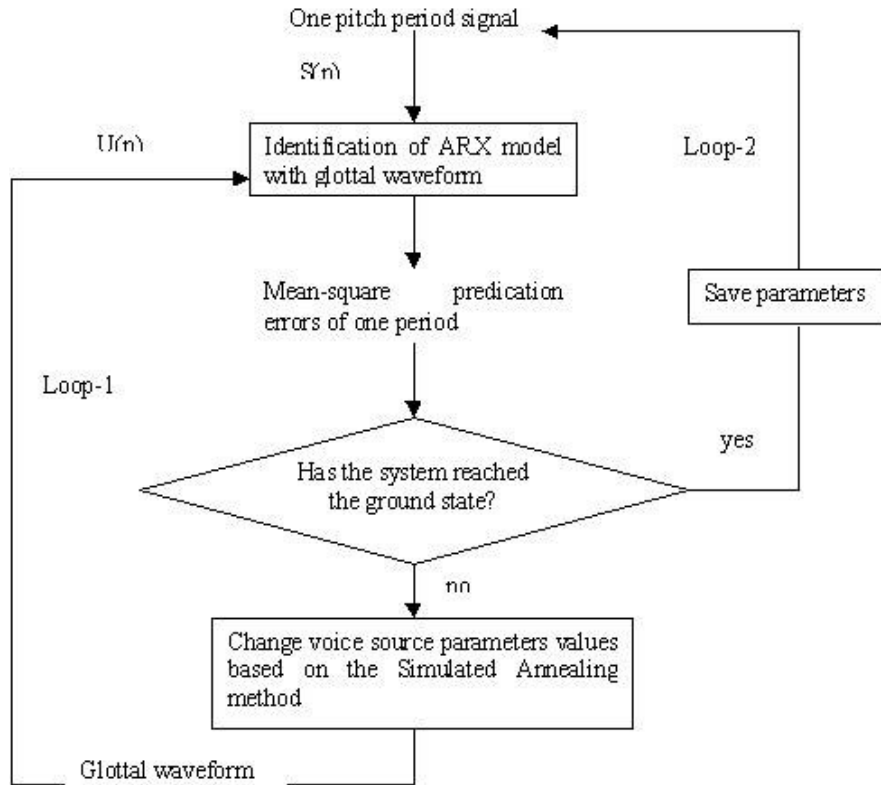 One pitch period signal
S(n)
U(n)
Identification of ARX model
with glottal waveform
Loop-2
Mean-square predication
errors of one period
Save parameters
Loop-1
yes
Has the system reached
the ground state?
no
Change voice source parameters values
based on the Simulated Annealing
method
Glottal waveform